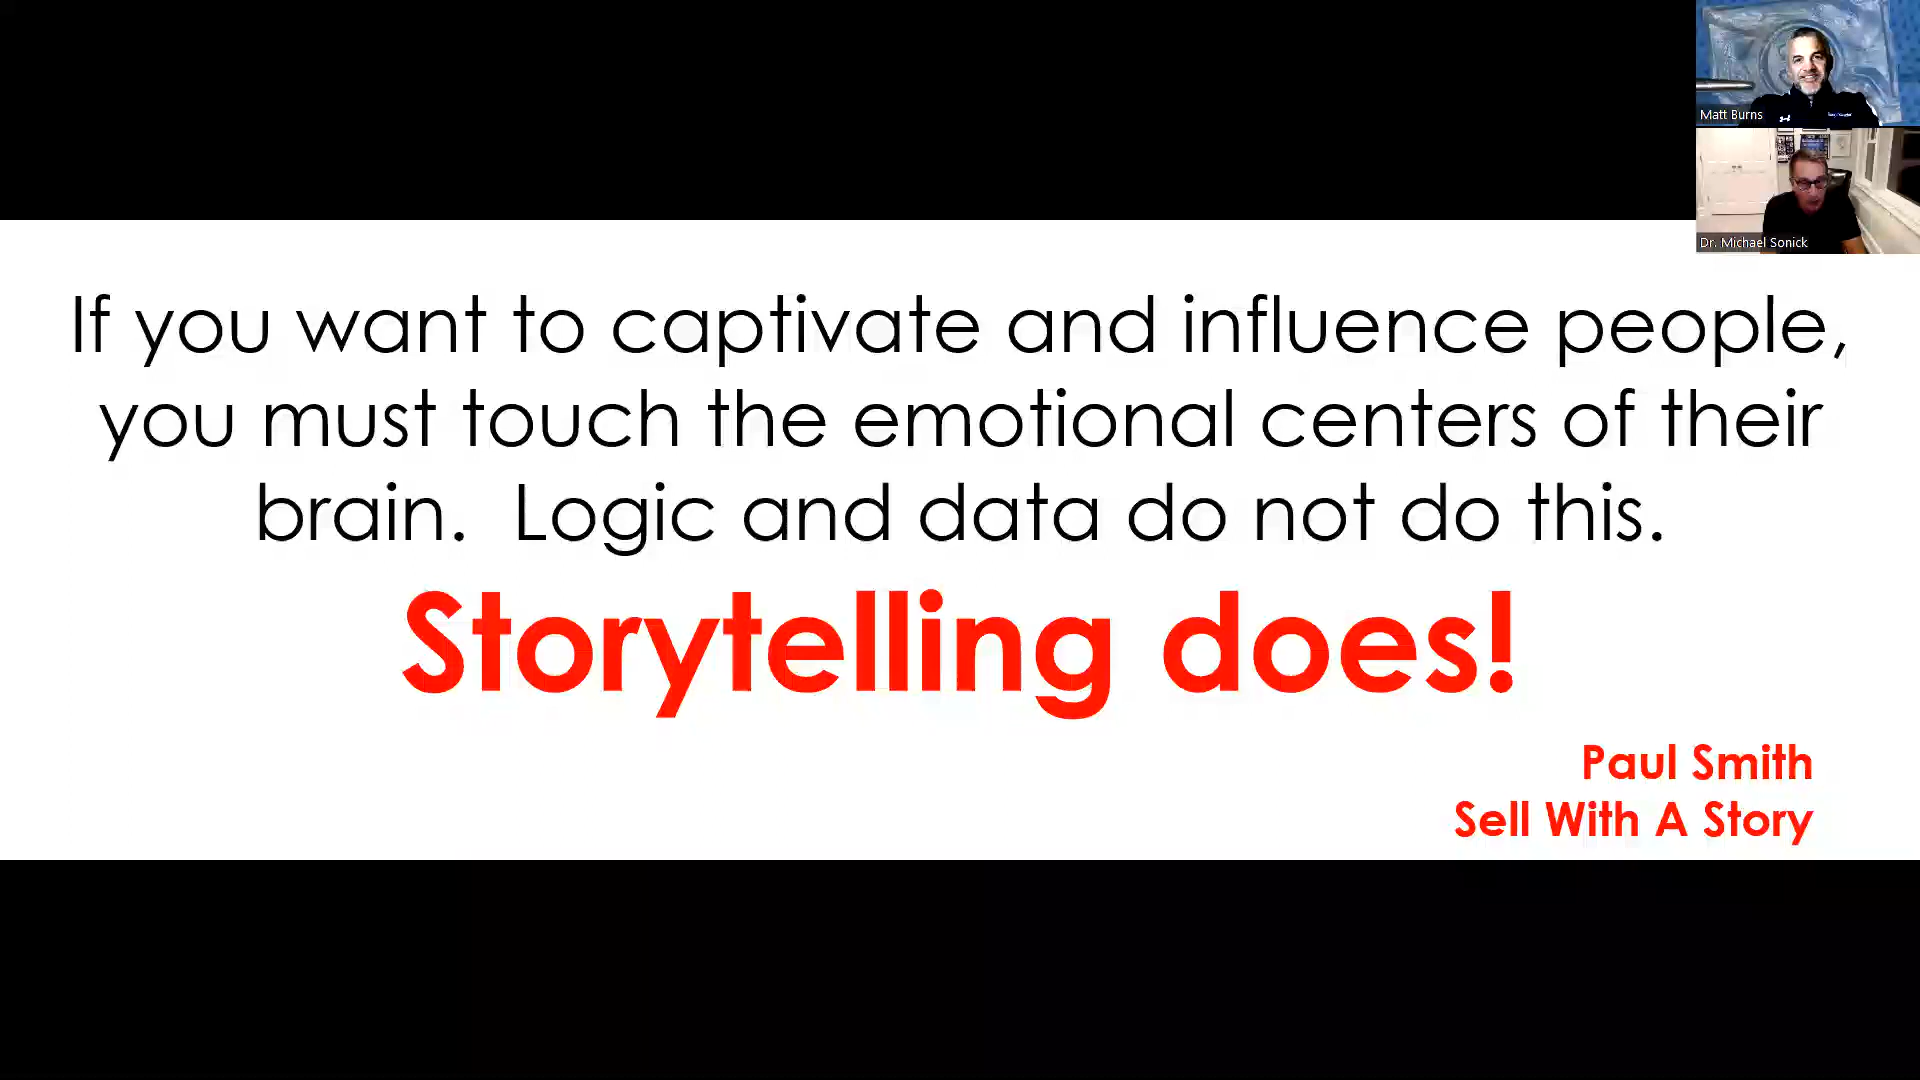 Matt Burns
Dr. Michael Sonick
If you want to captivate and influence people,
you must touch the emotional centers of their
brain.  Logic and data do not do this.
Storytelling does!
Paul Smith
Sell With A Story